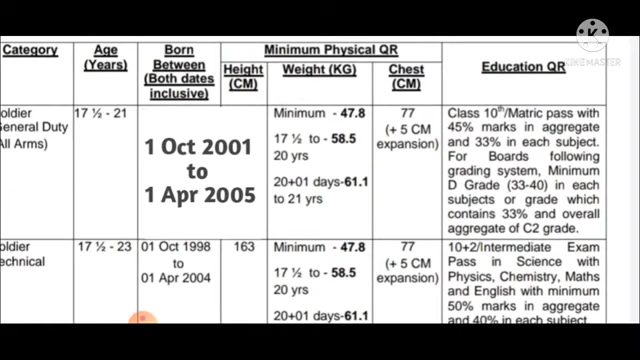 Category
Age
(Years)
Born
Between
(Both dates
inclusive)
Minimum Physical QR
Height
(CM)
Weight (KG)
Chest
(CM)
Education QR
oldier
General Duty
All Arms)
17 ½ - 21
1 Oct 2001
to
1 Apr 2005
Minimum - 47.8
17 ½ to - 58.5
20 yrs
20+01 days-61.1
to 21 yrs
77
(+ 5 CM
expansion)
Class 10th/Matric pass with
45% marks in aggregate
and 33% in each subject.
For Boards following
grading system, Minimum
D Grade (33-40) in each
subjects or grade which
contains 33% and overall
aggregate of C2 grade.
oldier
echnical
17 ½ - 23
01 Oct 1998
to
01 Apr 2004
163
Minimum - 47.8
17 ½ to - 58.5
20 yrs
20+01 days-61.1
77
(+ 5 CM
expansion)
10+2/Intermediate Exam
Pass in Science with
Physics, Chemistry, Maths
and English with minimum
50% marks in aggregate
and 40% in each subject.
K
KINEMASTER